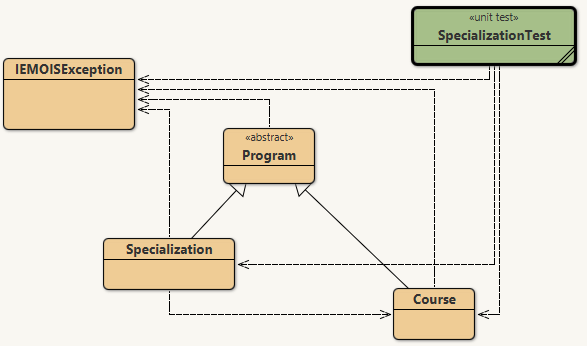 «unit test»
SpecializationTest
IEMOISException
«abstract»
Program
Specialization
Course